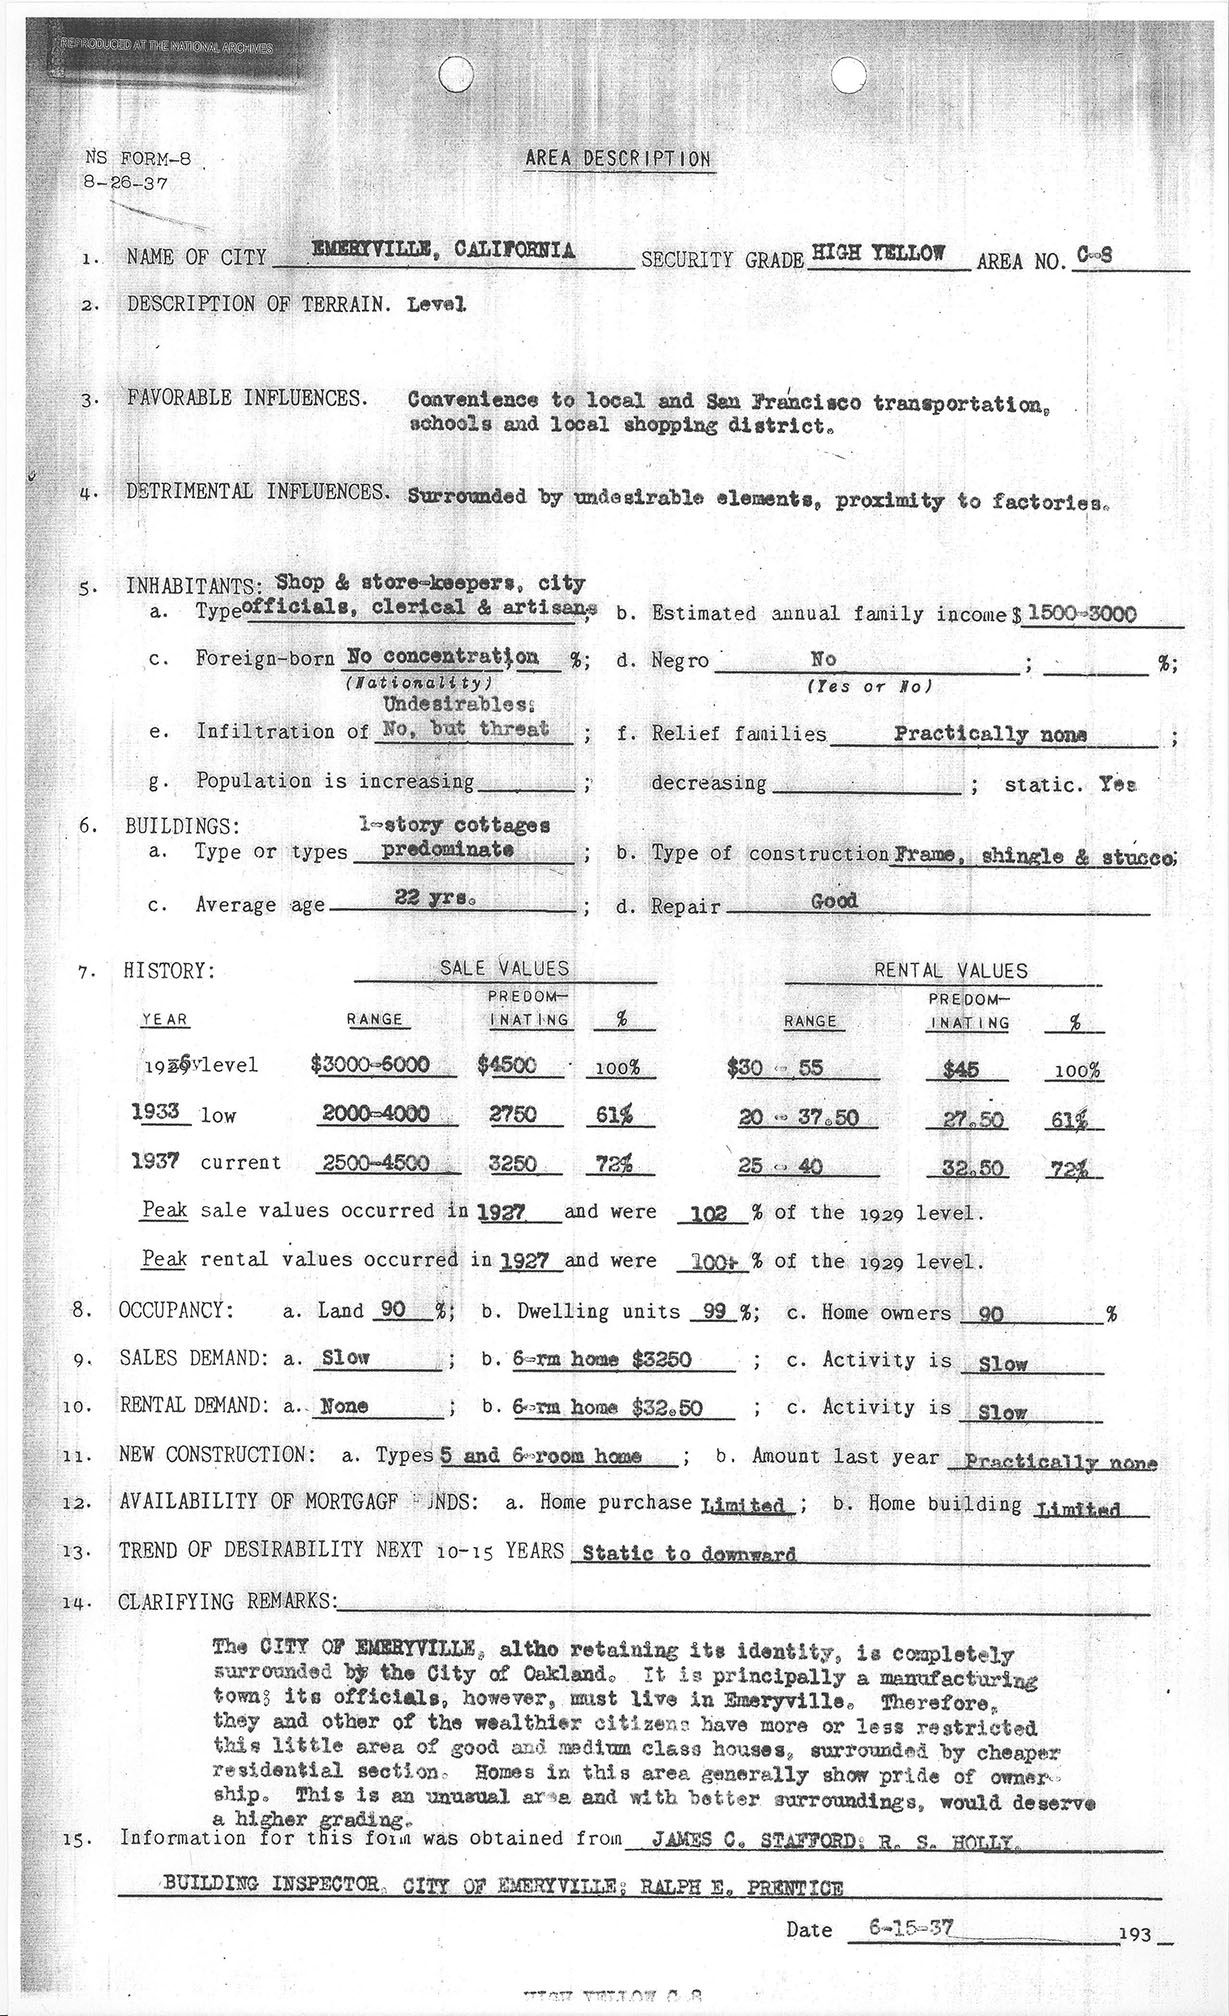 REPRODUCED AT THE NATIONAL ARCHIVES
NS FORM-8
8-26-37
AREA DESCRIPTION
1. NAME OF CITY EMERYVILLE, CALIFORNIA SECURITY GRADE HIGH YELLOW AREA NO. C-8
2. DESCRIPTION OF TERRAIN. Level
3. FAVORABLE INFLUENCES. Convenience to local and San Francisco transportation,
schools and local shopping district.
4. DETRIMENTAL INFLUENCES. Surrounded by undesirable elements, proximity to factories.
5. INHABITANTS: Shop & store-keepers, city
a. Type officials, clerical & artisans; b. Estimated annual family income $ 1500-3000
c. Foreign-born No concentration %; d. Negro No ; %;
(Nationality) (Yes or No)
Undesirables:
e. Infiltration of No, but threat ; f. Relief families Practically none ;
g. Population is increasing ; decreasing ; static. Yes
6. BUILDINGS: 1-story cottages
a. Type or types predominate ; b. Type of construction Frame, shingle & stucco;
c. Average age 22 yrs. ; d. Repair Good
7. HISTORY: SALE VALUES RENTAL VALUES
PREDOM- PREDOM-
YEAR RANGE INATING % RANGE INATING %
level $3000-6000 $4500 100% $30 - 55 $45 100%
1933 low 2000-4000 2750 61% 20 - 37.50 27.50 61%
1937 current 2500-4500 3250 72% 25 - 40 32.50 72%
Peak sale values occurred in 1927 and were 102 % of the 1929 level.
Peak rental values occurred in 1927 and were 100+ % of the 1929 level.
8. OCCUPANCY: a. Land 90 %; b. Dwelling units 99 %; c. Home owners 90 %
9. SALES DEMAND: a. Slow ; b. 6-rm home $3250 ; c. Activity is Slow
10. RENTAL DEMAND: a. None ; b. 6-rm home $32.50 ; c. Activity is Slow
11. NEW CONSTRUCTION: a. Types 5 and 6-room home ; b. Amount last year Practically none
12. AVAILABILITY OF MORTGAGE UNDS: a. Home purchase Limited ; b. Home building Limited
13. TREND OF DESIRABILITY NEXT 10-15 YEARS Static to downward
14. CLARIFYING REMARKS:
The CITY OF EMERYVILLE, altho retaining its identity, is completely
surrounded by the City of Oakland. It is principally a manufacturing
town; its officials, however, must live in Emeryville. Therefore,
they and other of the wealthier citizens have more or less restricted
this little area of good and medium class houses, surrounded by cheaper
residential section. Homes in this area generally show pride of owner-
ship. This is an unusual area and with better surroundings, would deserve
a higher grading.
15. Information for this form was obtained from JAMES C. STAFFORD; R. S. HOLLY,
BUILDING INSPECTOR, CITY OF EMERYVILLE; RALPH E. PRENTICE
Date 6-15-37 193
HIGH YELLOW C 8